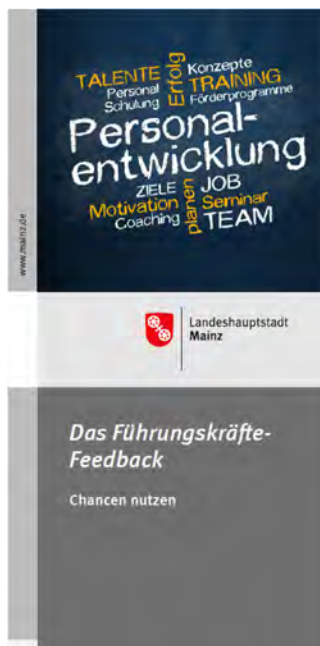 TALENTE
Erfolg
Konzepte
Personal
TRAINING
Schulung
Förderprogramme
Personal-
entwicklung
ZIELE
planen
JOB
Motivation
Seminar
Coaching
TEAM
www.mainz.de
Landeshauptstadt
Mainz
Das Führungskräfte-
Feedback
Chancen nutzen